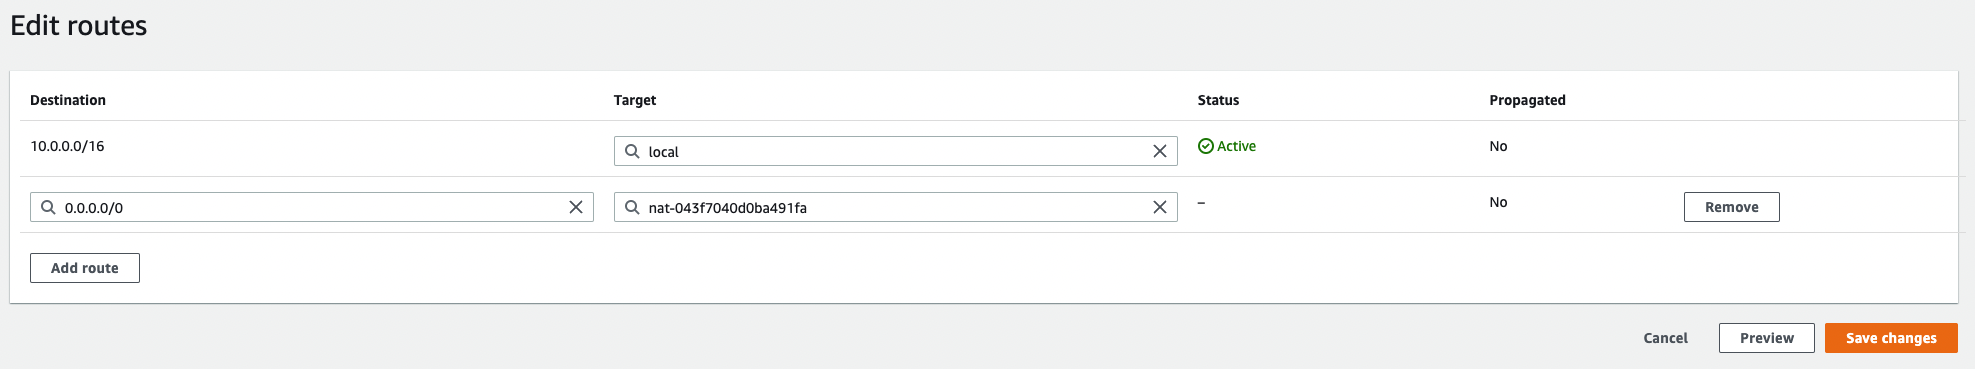 Edit routes
Destination Target Status Propagated
10.0.0.0/16 local Active No
0.0.0.0/0 nat-043f7040d0ba491fa – No Remove
Add route
Cancel Preview Save changes